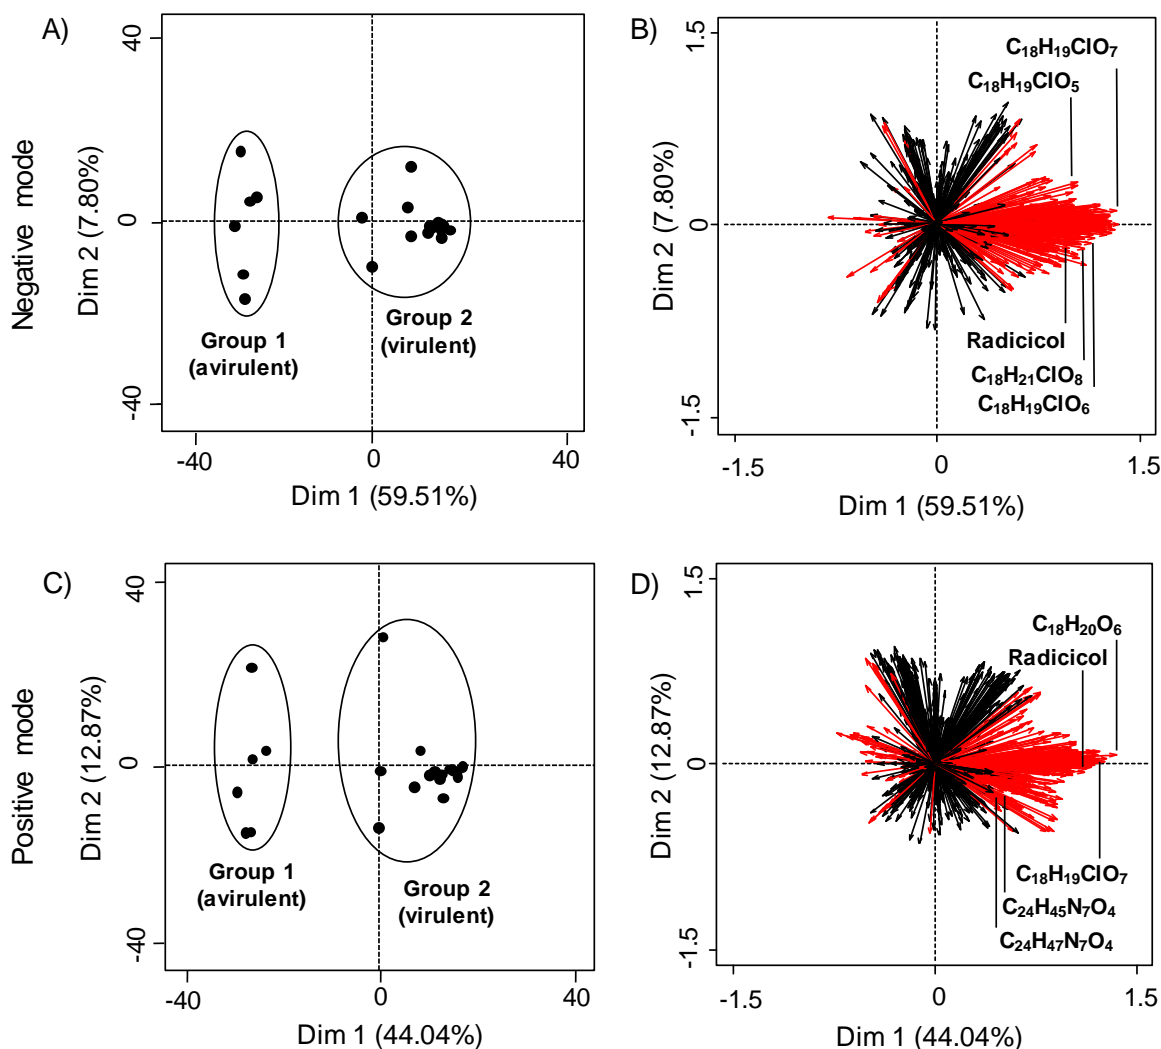 A)
Negative mode
Dim 2 (7.80%)
40
0
-40
Group 1
(avirulent)
Group 2
(virulent)
-40
0
40
Dim 1 (59.51%)
B)
Dim 2 (7.80%)
1.5
0
-1.5
C₁₈H₁₉ClO₇
C₁₈H₁₉ClO₅
Radicicol
C₁₈H₂₁ClO₈
C₁₈H₁₉ClO₆
-1.5
0
1.5
Dim 1 (59.51%)
C)
Positive mode
Dim 2 (12.87%)
40
0
-40
Group 1
(avirulent)
Group 2
(virulent)
-40
0
40
Dim 1 (44.04%)
D)
Dim 2 (12.87%)
1.5
0
-1.5
C₁₈H₂₀O₆
Radicicol
C₁₈H₁₉ClO₇
C₂₄H₄₅N₇O₄
C₂₄H₄₇N₇O₄
-1.5
0
1.5
Dim 1 (44.04%)